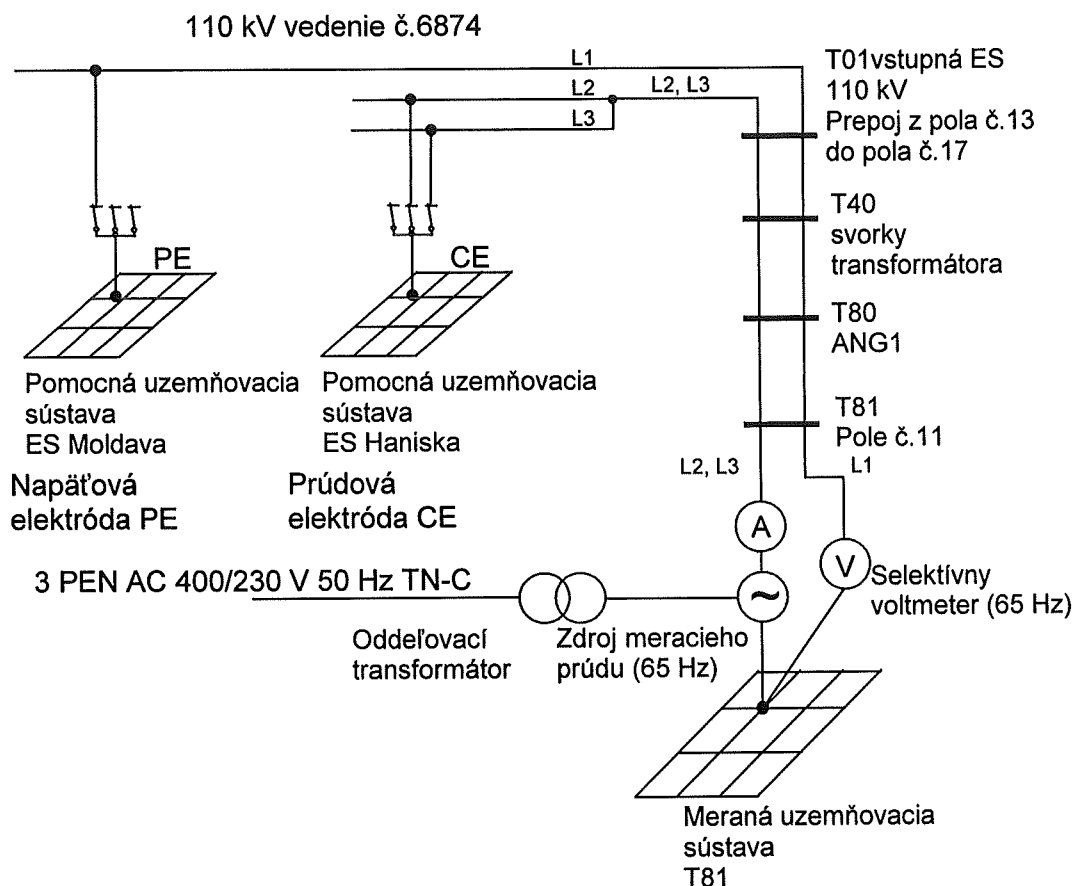 110 kV vedenie č.6874
L1
L2
L2, L3
L3
T01vstupná ES
110 kV
Prepoj z pola č.13
do pola č.17
T40
svorky
transformátora
T80
ANG1
T81
Pole č.11
L2, L3
L1
PE
CE
Pomocná uzemňovacia
sústava
ES Moldava
Pomocná uzemňovacia
sústava
ES Haniska
Napäťová
elektróda PE
Prúdová
elektróda CE
A
V
~
3 PEN AC 400/230 V 50 Hz TN-C
Selektívny
voltmeter (65 Hz)
Oddeľovací
transformátor
Zdroj meracieho
prúdu (65 Hz)
Meraná uzemňovacia
sústava
T81